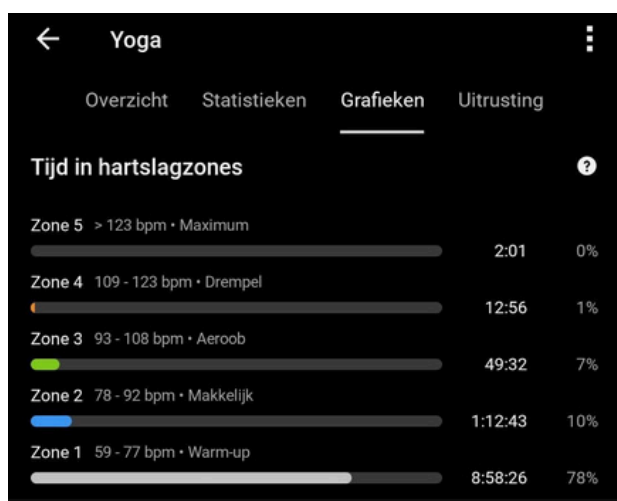 Yoga
Overzicht Statistieken Grafieken Uitrusting
Tijd in hartslagzones ?
Zone 5 > 123 bpm • Maximum
2:01 0%
Zone 4 109 - 123 bpm • Drempel
12:56 1%
Zone 3 93 - 108 bpm • Aeroob
49:32 7%
Zone 2 78 - 92 bpm • Makkelijk
1:12:43 10%
Zone 1 59 - 77 bpm • Warm-up
8:58:26 78%